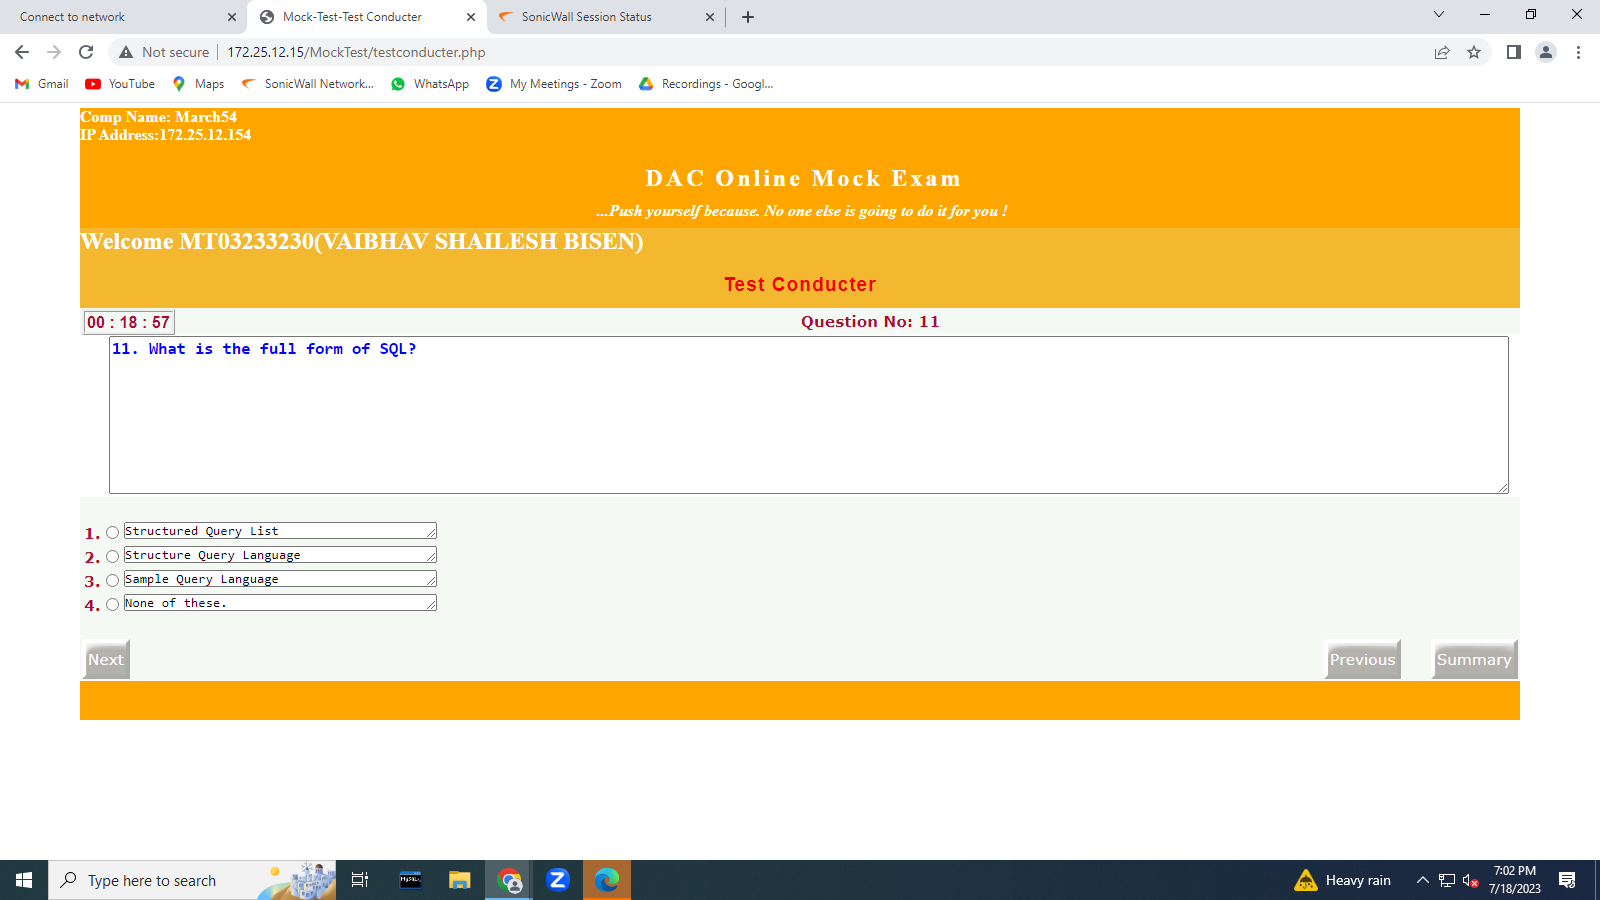 Connect to network
Mock-Test-Test Conducter
SonicWall Session Status
Not secure
172.25.12.15/MockTest/testconducter.php
Gmail
YouTube
Maps
SonicWall Network...
WhatsApp
My Meetings - Zoom
Recordings - Googl...
Comp Name: March54
IP Address:172.25.12.154
DAC Online Mock Exam
...Push yourself because. No one else is going to do it for you !
Welcome MT03233230(VAIBHAV SHAILESH BISEN)
Test Conducter
00 : 18 : 57
Question No: 11
11. What is the full form of SQL?
1. Structured Query List
2. Structure Query Language
3. Sample Query Language
4. None of these.
Next
Previous
Summary
Type here to search
Heavy rain
7:02 PM
7/18/2023